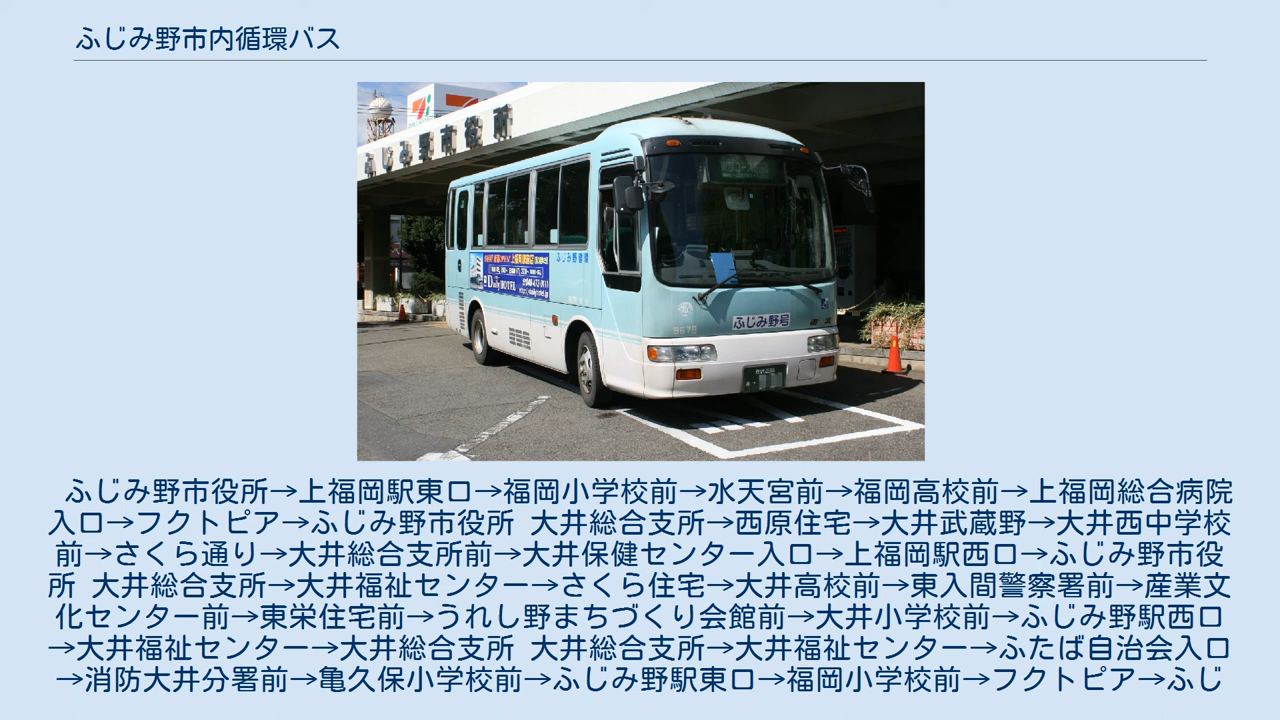 ふじみ野市内循環バス
ふじみ野循環
HOTEL
ふじみ野号
ふじみ野市役所→上福岡駅東口→福岡小学校前→水天宮前→福岡高校前→上福岡総合病院
入口→フクトピア→ふじみ野市役所 大井総合支所→西原住宅→大井武蔵野→大井西中学校
前→さくら通り→大井総合支所前→大井保健センター入口→上福岡駅西口→ふじみ野市役
所 大井総合支所→大井福祉センター→さくら住宅→大井高校前→東入間警察署前→産業文
化センター前→東栄住宅前→うれし野まちづくり会館前→大井小学校前→ふじみ野駅西口
→大井福祉センター→大井総合支所 大井総合支所→大井福祉センター→ふたば自治会入口
→消防大井分署前→亀久保小学校前→ふじみ野駅東口→福岡小学校前→フクトピア→ふじ